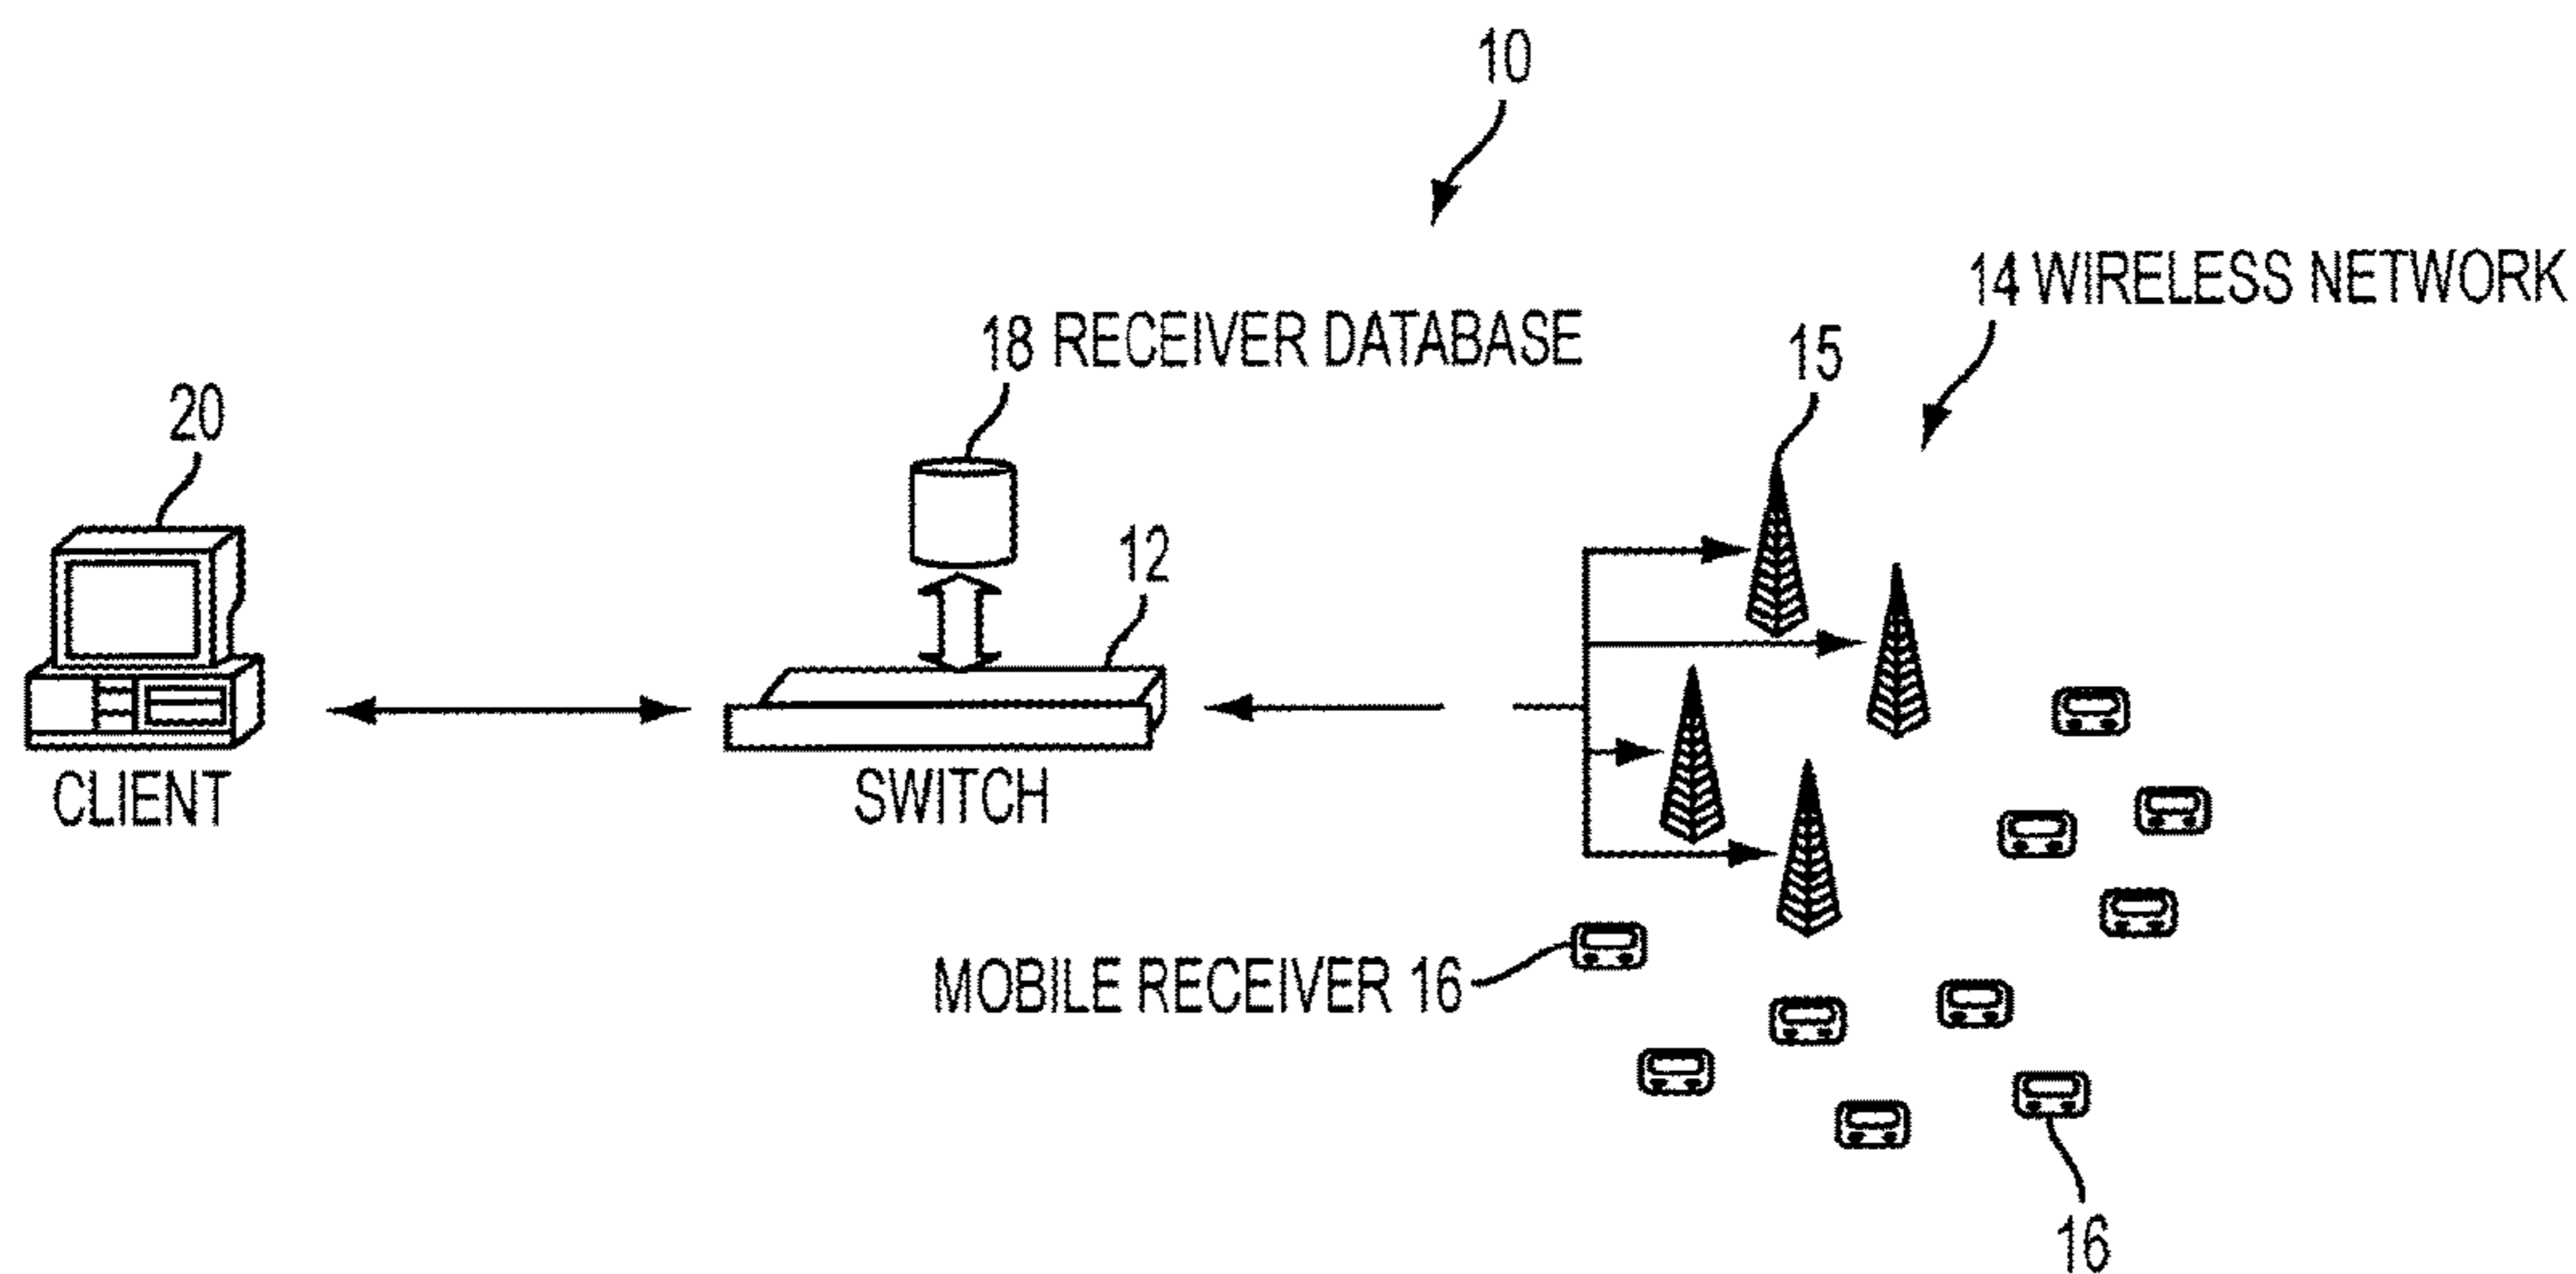 10
14 WIRELESS NETWORK
18 RECEIVER DATABASE
15
20
12
CLIENT
SWITCH
MOBILE RECEIVER 16
16